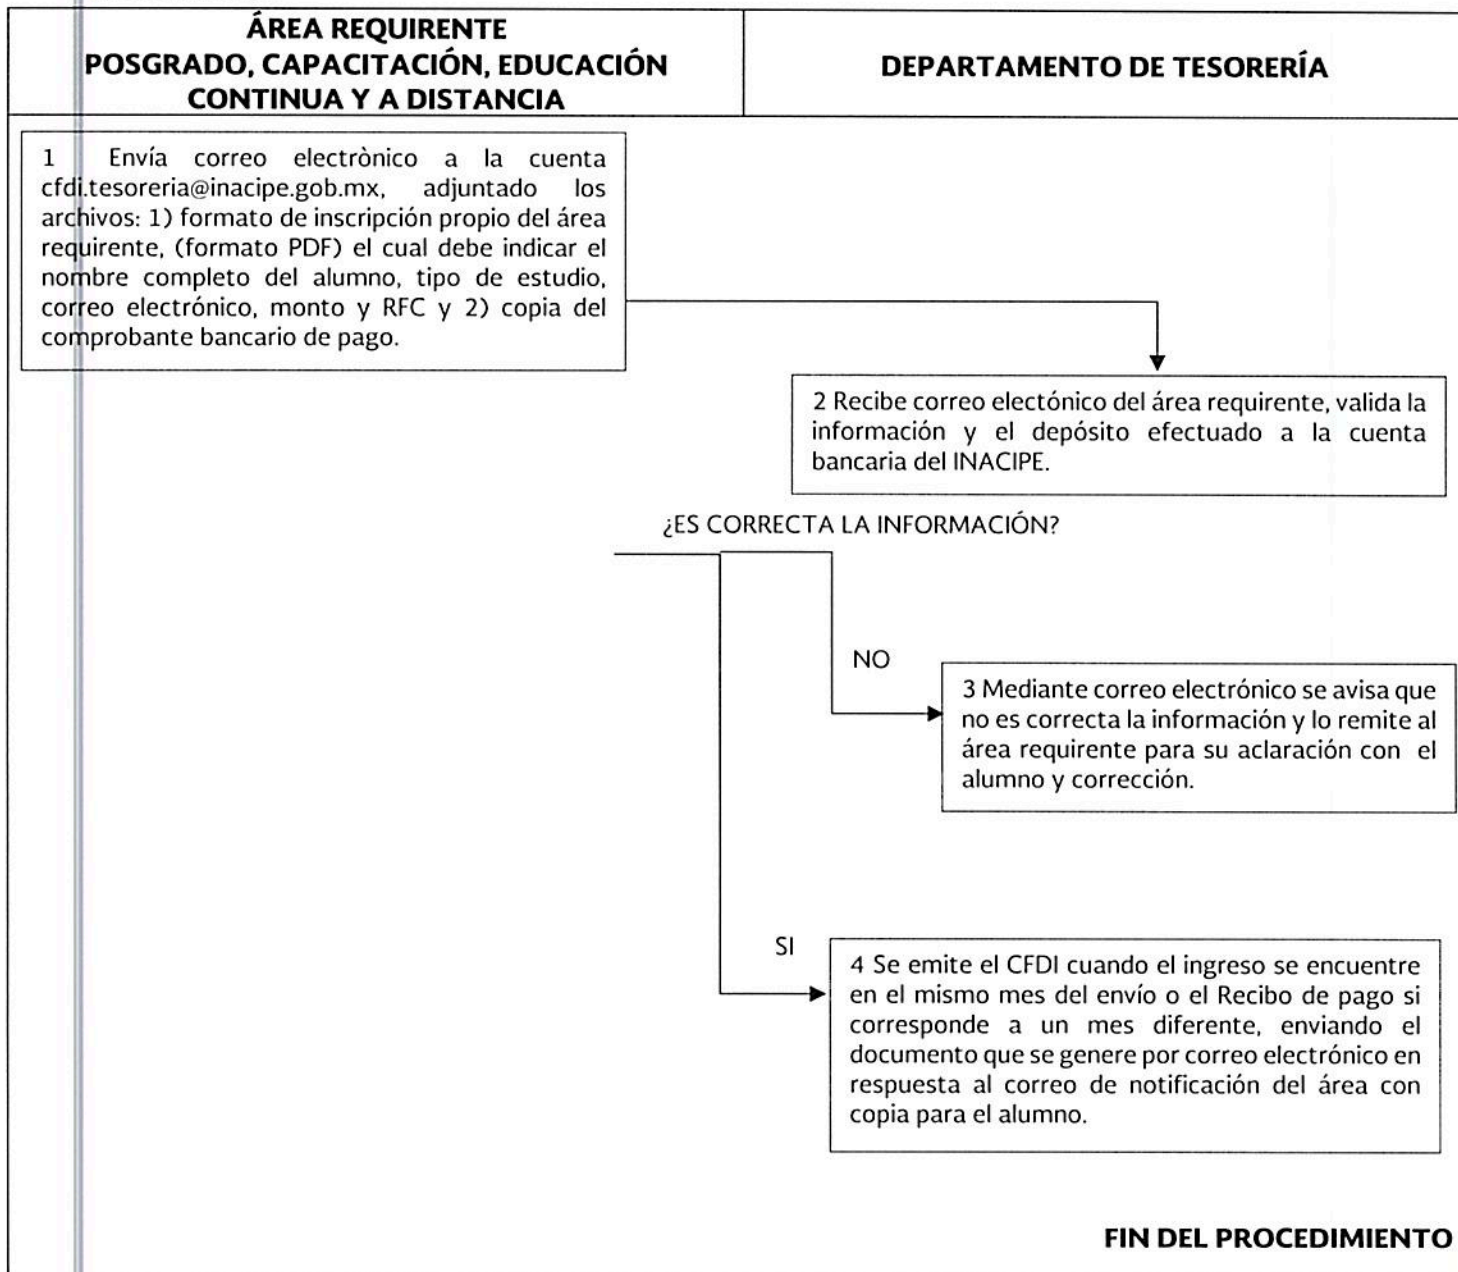 ÁREA REQUIRENTE
POSGRADO, CAPACITACIÓN, EDUCACIÓN
CONTINUA Y A DISTANCIA
DEPARTAMENTO DE TESORERÍA
1 Envía correo electrònico a la cuenta
cfdi.tesoreria@inacipe.gob.mx, adjuntado los
archivos: 1) formato de inscripción propio del área
requirente, (formato PDF) el cual debe indicar el
nombre completo del alumno, tipo de estudio,
correo electrónico, monto y RFC y 2) copia del
comprobante bancario de pago.
2 Recibe correo electónico del área requirente, valida la
información y el depósito efectuado a la cuenta
bancaria del INACIPE.
¿ES CORRECTA LA INFORMACIÓN?
NO
3 Mediante correo electrónico se avisa que
no es correcta la información y lo remite al
área requirente para su aclaración con el
alumno y corrección.
SI
4 Se emite el CFDI cuando el ingreso se encuentre
en el mismo mes del envío o el Recibo de pago si
corresponde a un mes diferente, enviando el
documento que se genere por correo electrónico en
respuesta al correo de notificación del área con
copia para el alumno.
FIN DEL PROCEDIMIENTO